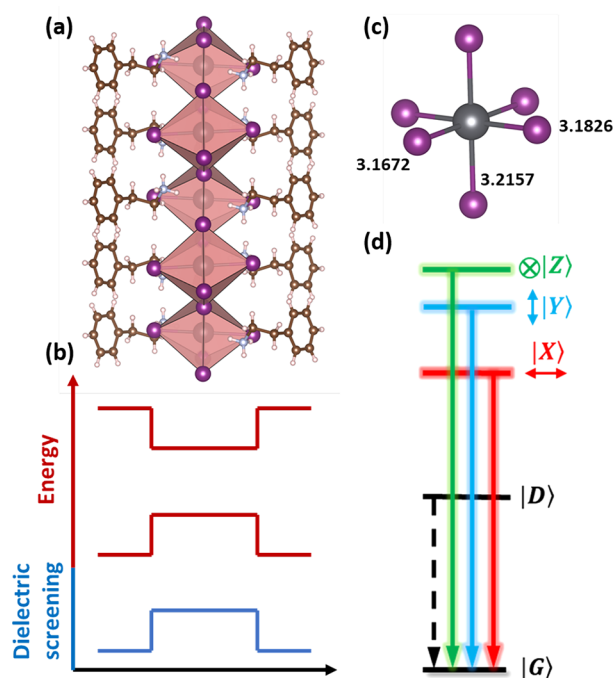 (a)
(c)
3.1826
3.1672
3.2157
(d)
|Z⟩
|Y⟩
|X⟩
(b)
Energy
|D⟩
Dielectric
screening
|G⟩